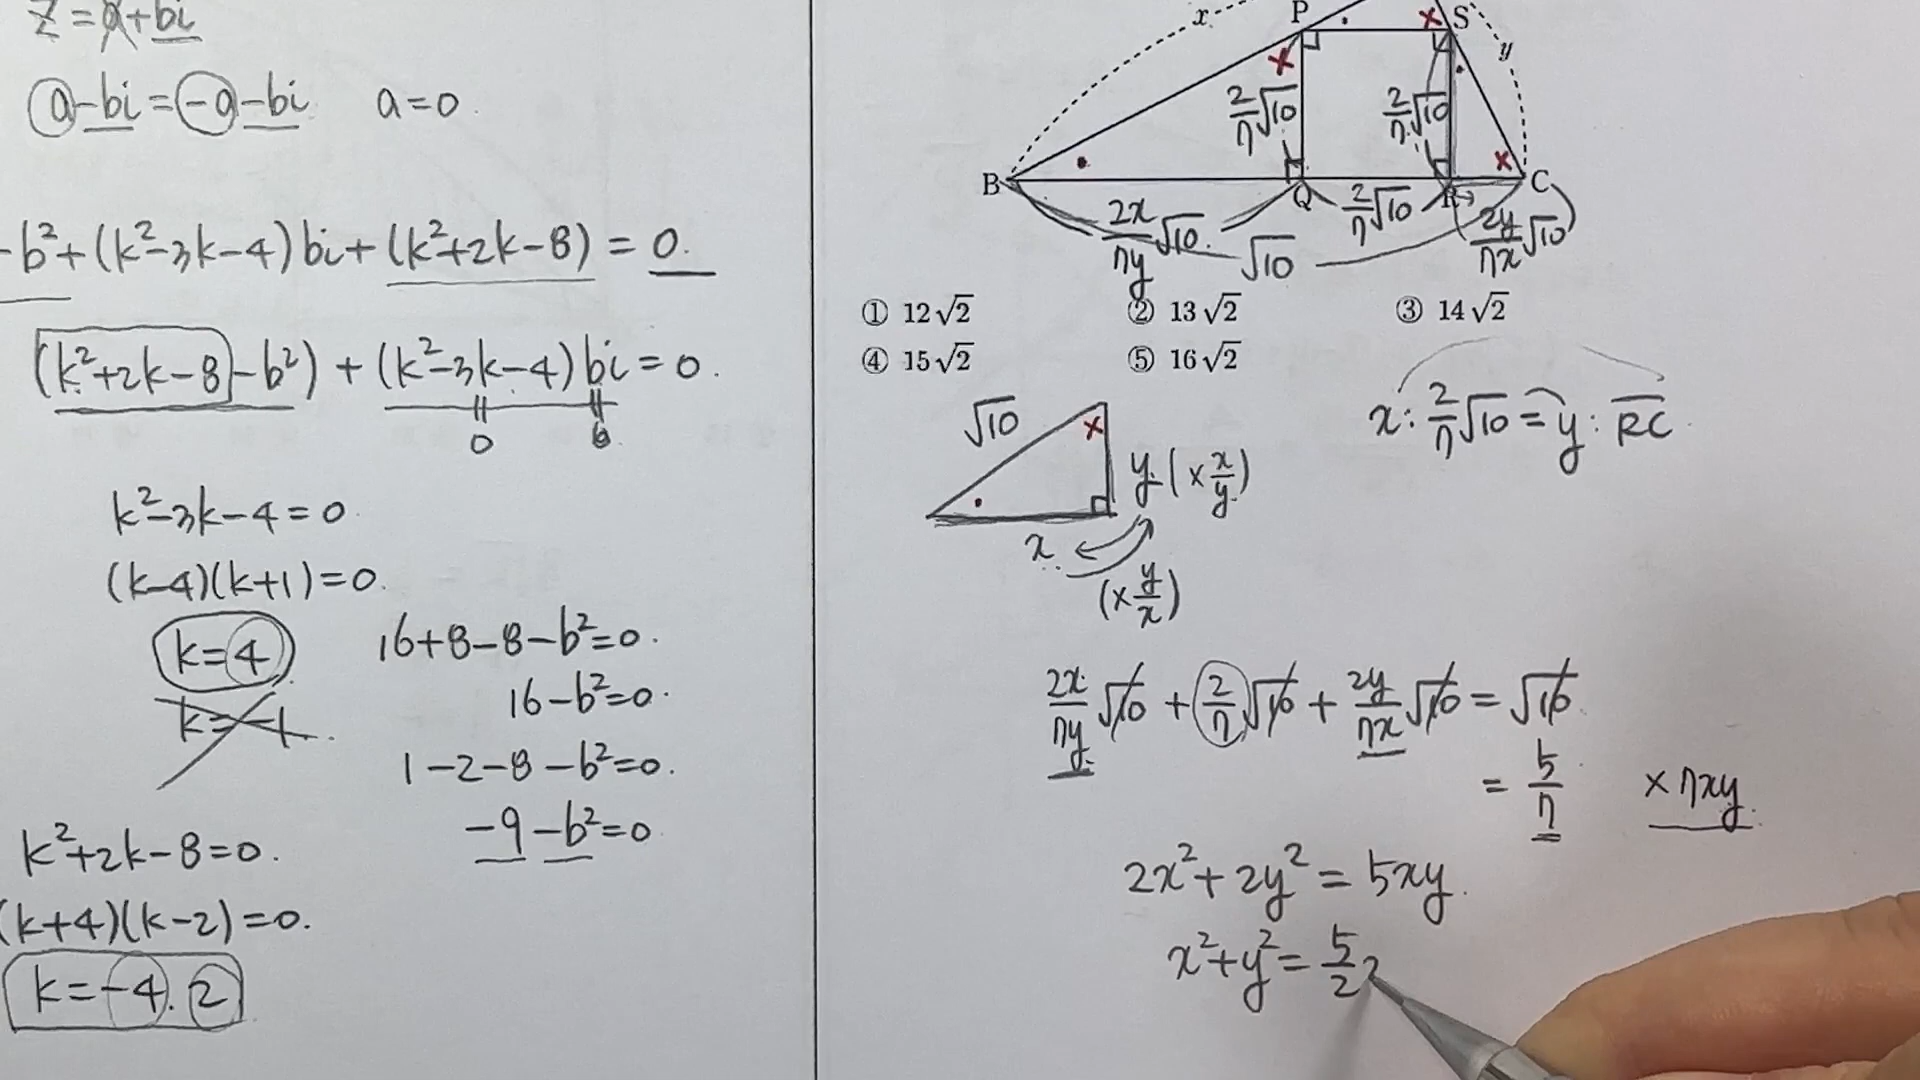 z=a+bi
a-bi=-a-bi a=0.
-b²+(k²-3k-4)bi+(k²+2k-8)=0.
(k²+2k-8-b²)+(k²-3k-4)bi=0.
0
k²-3k-4=0
(k-4)(k+1)=0.
k=4
k=-1
16+8-8-b²=0.
16-b²=0.
1-2-8-b²=0.
-9-b²=0
k²+2k-8=0.
(k+4)(k-2)=0.
k=-4.2
x P S y
2/7√10 2/7√10
B Q R C
2x/7y√10 2/7√10 2y/7x√10
√10
① 12√2 ② 13√2 ③ 14√2
④ 15√2 ⑤ 16√2
x:2/7√10=y:RC
√10
y(×x/y)
x
(×y/x)
2x/7y√10+2/7√10+2y/7x√10=√10
=5/7 ×7xy
2x²+2y²=5xy.
x²+y²=5/2